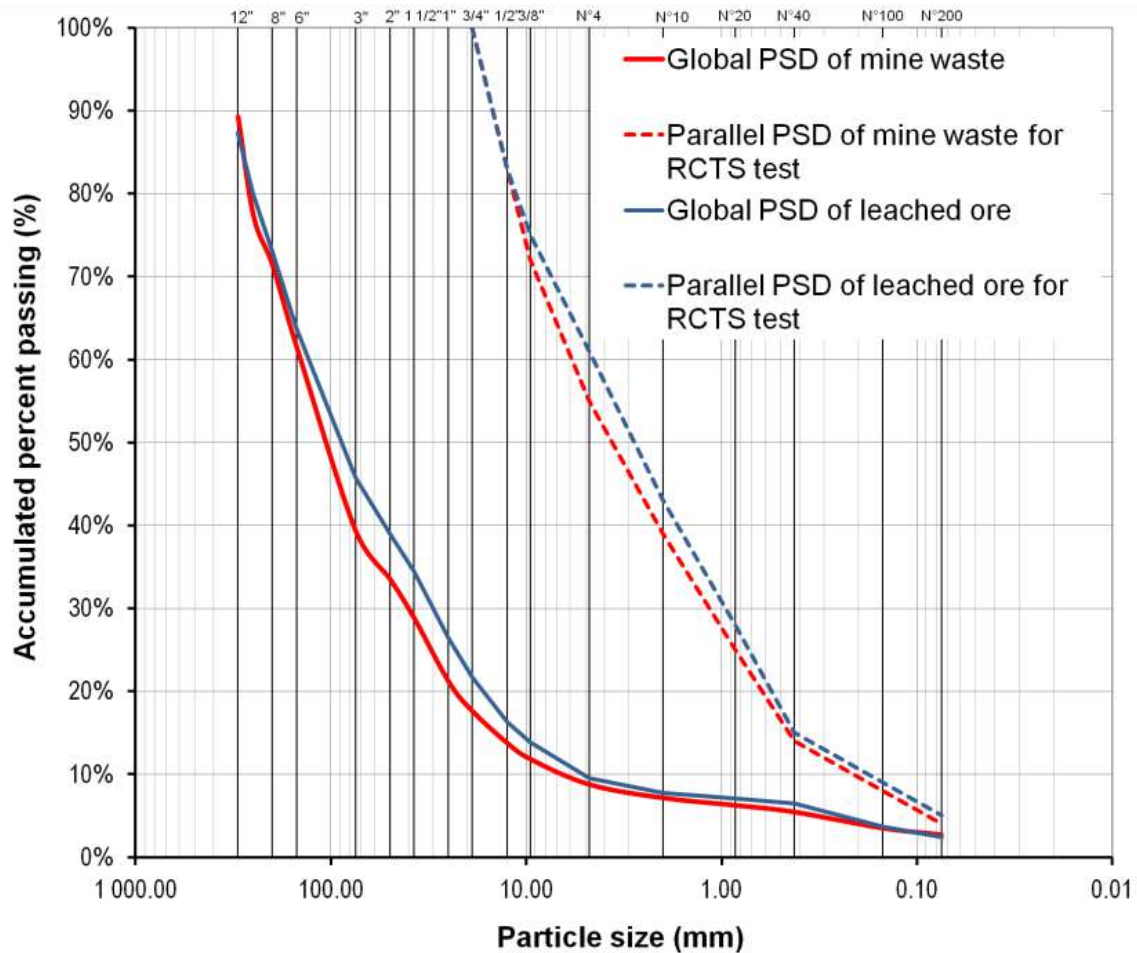 12" 8" 6" 3" 2" 1 1/2" 1" 3/4" 1/2" 3/8" N°4 N°10 N°20 N°40 N°100 N°200
100%
90%
80%
70%
60%
50%
40%
30%
20%
10%
0%
Accumulated percent passing (%)
Global PSD of mine waste
Parallel PSD of mine waste for
RCTS test
Global PSD of leached ore
Parallel PSD of leached ore for
RCTS test
1 000.00 100.00 10.00 1.00 0.10 0.01
Particle size (mm)